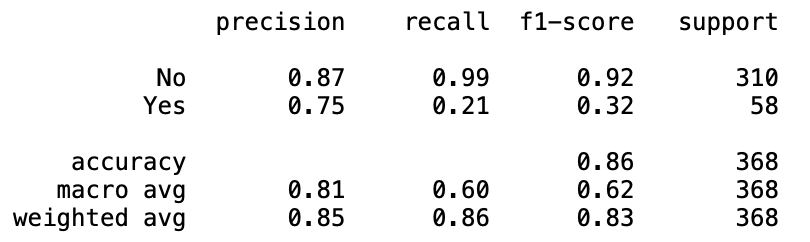 precision recall f1-score support
No 0.87 0.99 0.92 310
Yes 0.75 0.21 0.32 58
accuracy 0.86 368
macro avg 0.81 0.60 0.62 368
weighted avg 0.85 0.86 0.83 368